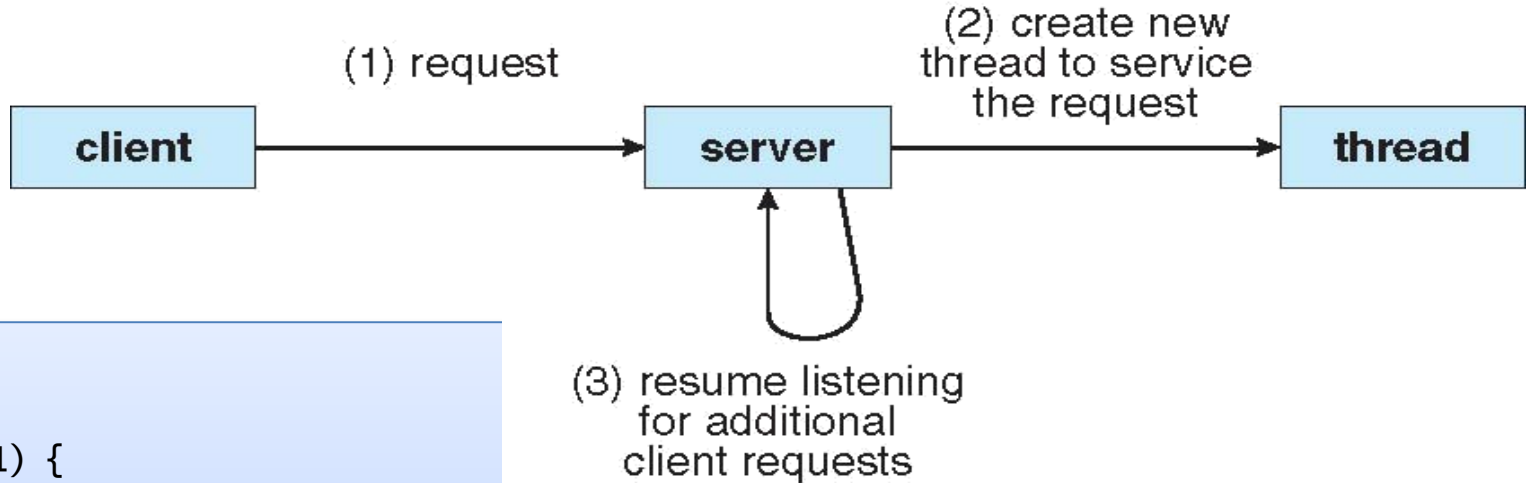 (1) request
(2) create new
thread to service
the request
client
server
thread
(3) resume listening
for additional
client requests
) {